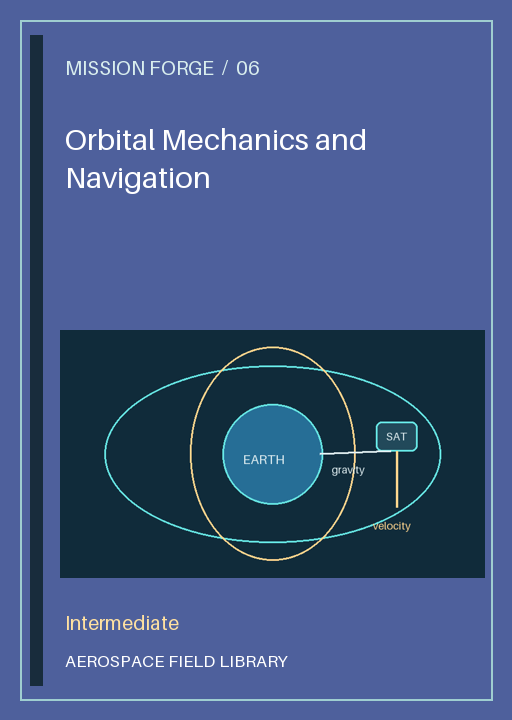 MISSION FORGE / 06
Orbital Mechanics and
Navigation
SAT
EARTH
gravity
velocity
Intermediate
AEROSPACE FIELD LIBRARY